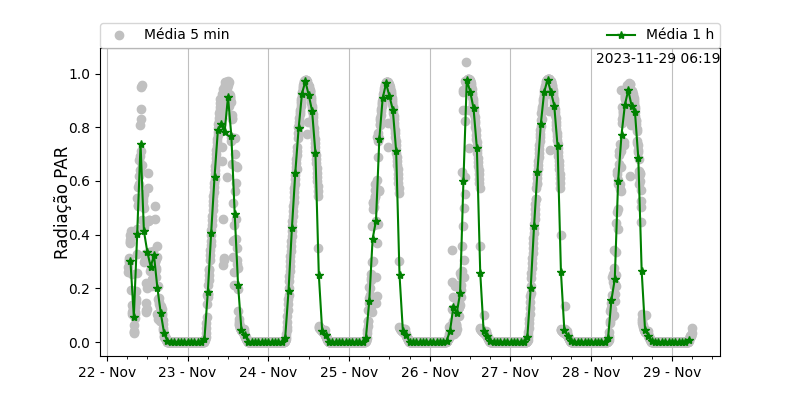 Média 5 min
Média 1 h
2023-11-29 06:19
Radiação PAR
1.0
0.8
0.6
0.4
0.2
0.0
22 - Nov
23 - Nov
24 - Nov
25 - Nov
26 - Nov
27 - Nov
28 - Nov
29 - Nov